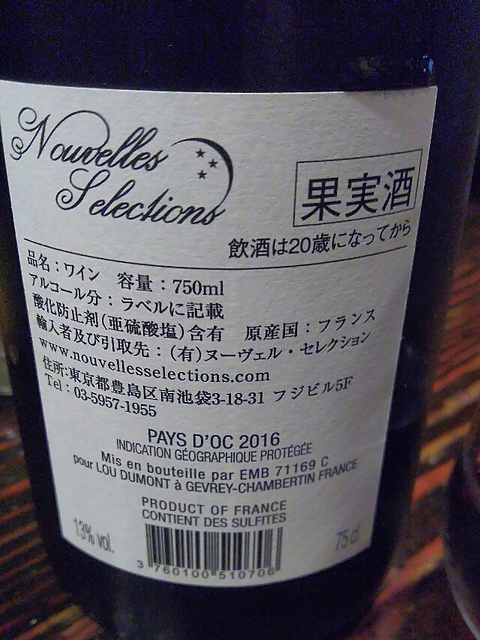 Nouvelles
Selections
果実酒
飲酒は20歳になってから
品名：ワイン　容量：750ml
アルコール分：ラベルに記載
酸化防止剤(亜硫酸塩)含有　原産国：フランス
輸入者及び引取先：(有)ヌーヴェル・セレクション
www.nouvellesselections.com
住所:東京都豊島区南池袋3-18-31 フジビル5F
Tel : 03-5957-1955
PAYS D'OC 2016
INDICATION GÉOGRAPHIQUE PROTÉGÉE
Mis en bouteille par EMB 71169 C
pour LOU DUMONT à GEVREY-CHAMBERTIN FRANCE
PRODUCT OF FRANCE
CONTIENT DES SULFITES
13% vol.
75 cl
3 760100 510706